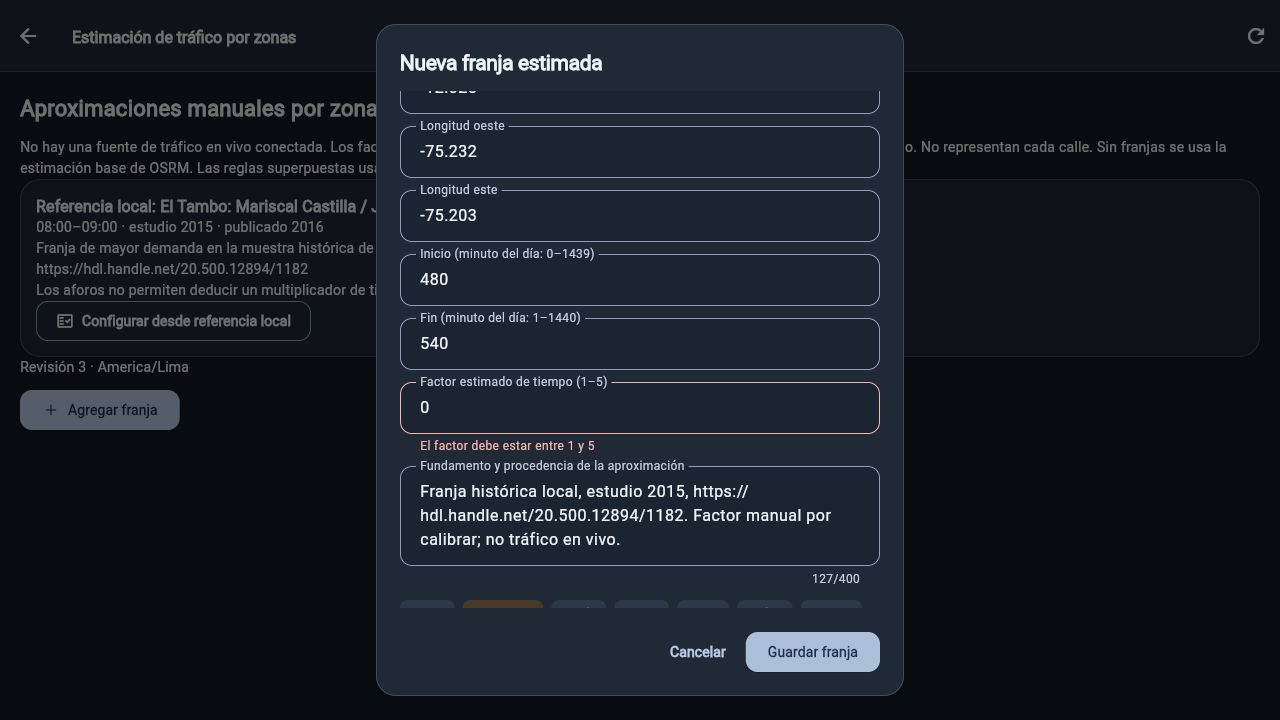 Estimación de tráfico por zonas
Aproximaciones manuales por zona
No hay una fuente de tráfico en vivo conectada. Los fac
o. No representan cada calle. Sin franjas se usa la
estimación base de OSRM. Las reglas superpuestas usa
Referencia local: El Tambo: Mariscal Castilla / J
08:00–09:00 · estudio 2015 · publicado 2016
Franja de mayor demanda en la muestra histórica de
https://hdl.handle.net/20.500.12894/1182
Los aforos no permiten deducir un multiplicador de ti
Configurar desde referencia local
Revisión 3 · America/Lima
+ Agregar franja
Nueva franja estimada
Longitud oeste
-75.232
Longitud este
-75.203
Inicio (minuto del día: 0–1439)
480
Fin (minuto del día: 1–1440)
540
Factor estimado de tiempo (1–5)
0
El factor debe estar entre 1 y 5
Fundamento y procedencia de la aproximación
Franja histórica local, estudio 2015, https://
hdl.handle.net/20.500.12894/1182. Factor manual por
calibrar; no tráfico en vivo.
127/400
Cancelar
Guardar franja